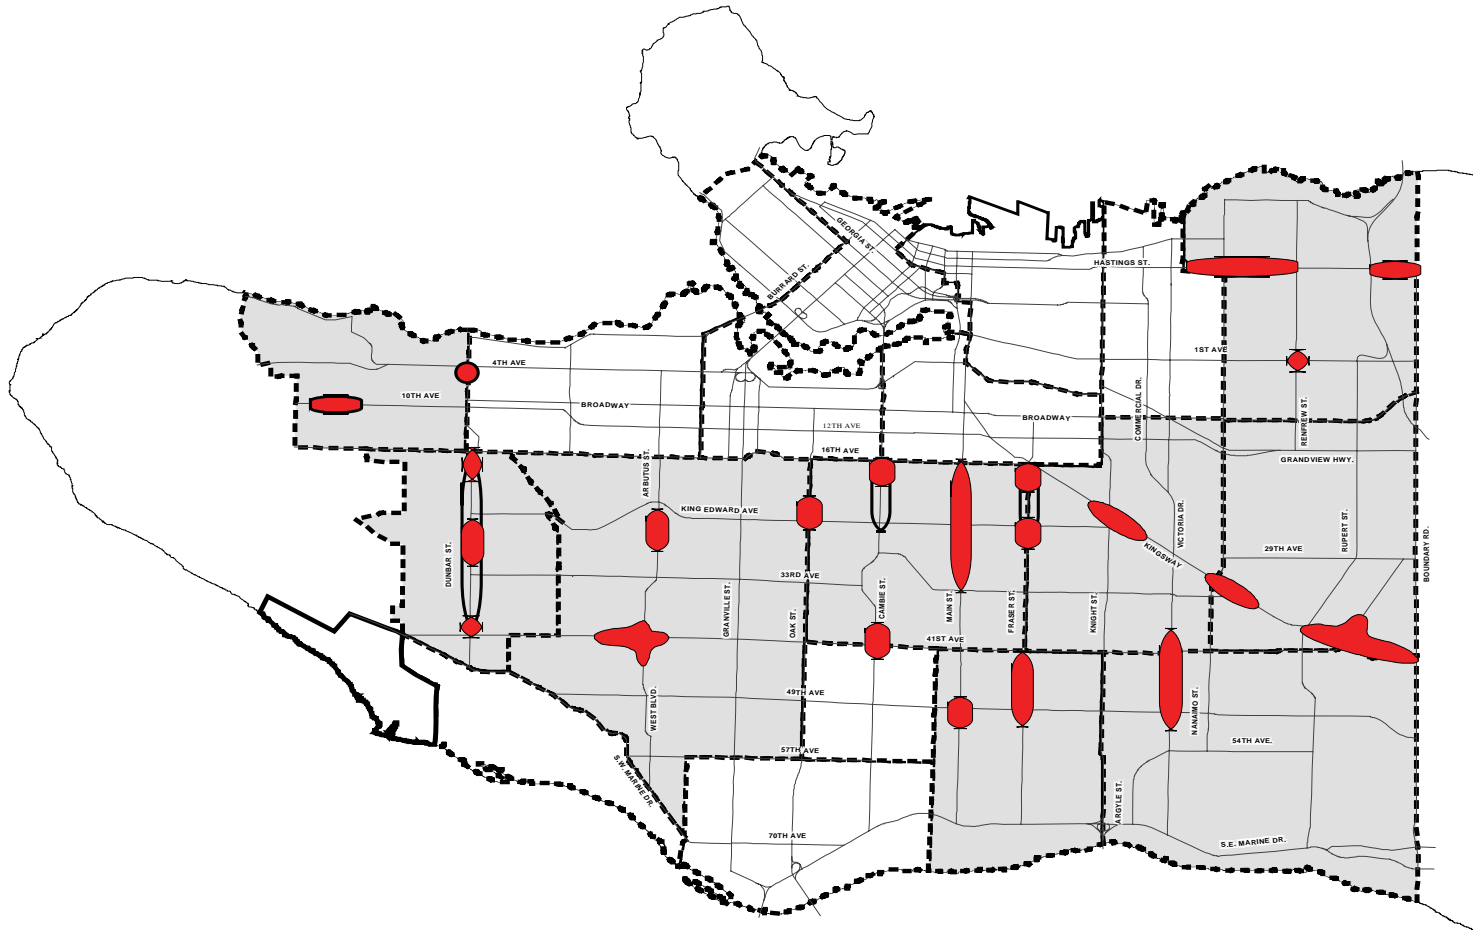 GEORGIA ST.
HASTINGS ST.
BURRARD ST.
1ST AVE
4TH AVE
10TH AVE
BROADWAY
BROADWAY
COMMERCIAL DR.
RENFREW ST.
12TH AVE
16TH AVE
GRANDVIEW HWY.
ARBUTUS ST.
KING EDWARD AVE
VICTORIA DR.
RUPERT ST.
29TH AVE
KINGSWAY
BOUNDARY RD.
DUNBAR ST.
33RD AVE
CAMBIE ST.
MAIN ST.
FRASER ST.
KNIGHT ST.
GRANVILLE ST.
OAK ST.
41ST AVE
49TH AVE
WEST BLVD.
NANAIMO ST.
54TH AVE.
57TH AVE
S.W. MARINE DR.
ARGYLE ST.
70TH AVE
S.E. MARINE DR.